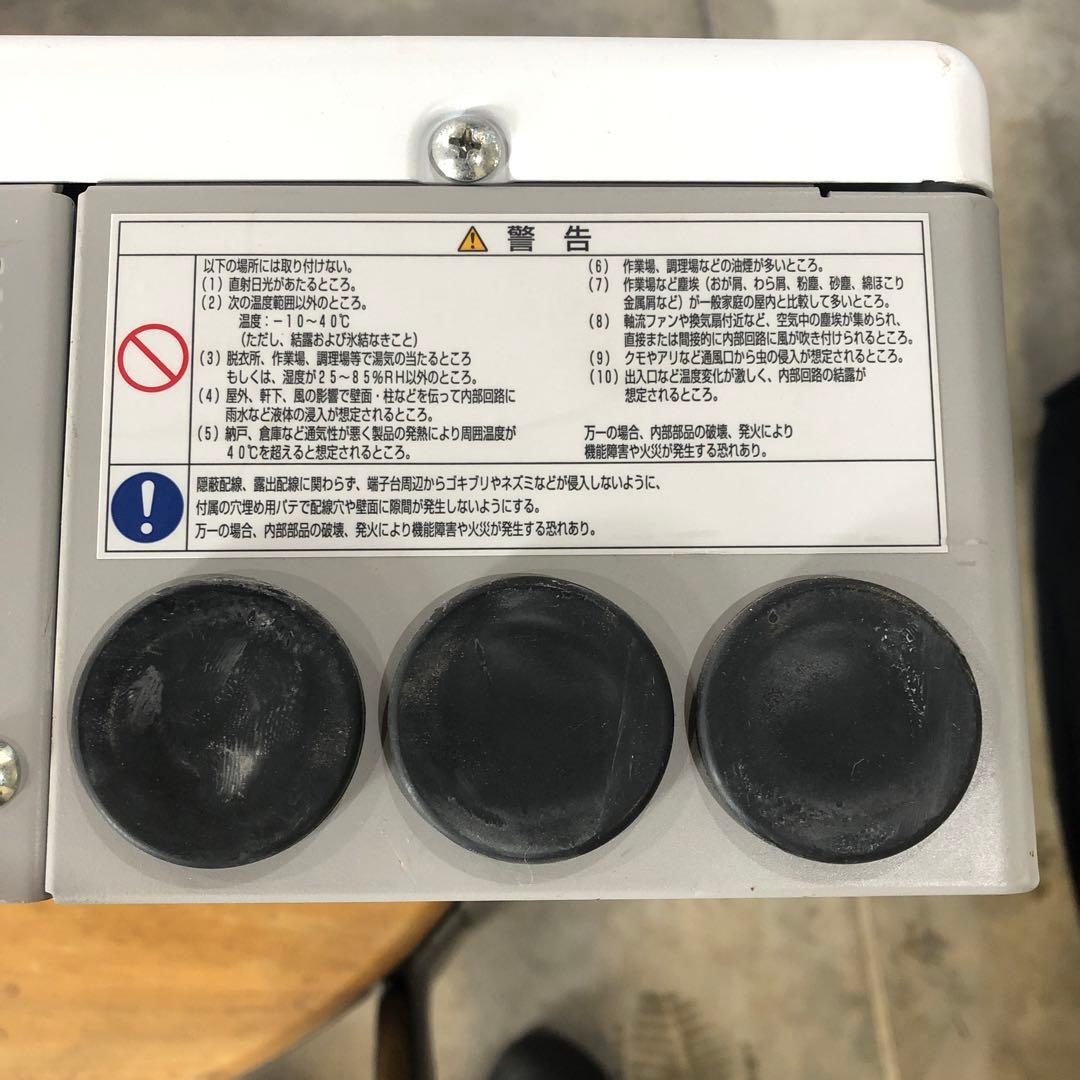 警告
以下の場所には取り付けない。
(1) 直射日光があたるところ。
(2) 次の温度範囲以外のところ。
温度:-10~40℃
(ただし、結露および氷結なきこと)
(3) 脱衣所、作業場、調理場等で湯気の当たるところ
もしくは、湿度が25~85%RH以外のところ。
(4) 屋外、軒下、風の影響で壁面・柱などを伝って内部回路に
雨水など液体の浸入が想定されるところ。
(5) 納戸、倉庫など通気性が悪く製品の発熱により周囲温度が
40℃を超えると想定されるところ。
(6) 作業場、調理場などの油煙が多いところ。
(7) 作業場など塵埃(おが屑、わら屑、粉塵、砂塵、綿ほこり
金属屑など)が一般家庭の屋内と比較して多いところ。
(8) 軸流ファンや換気扇付近など、空気中の塵埃が集められ、
直接または間接的に内部回路に風が吹き付けられるところ。
(9) クモやアリなど通風口から虫の侵入が想定されるところ。
(10) 出入口など温度変化が激しく、内部回路の結露が
想定されるところ。
万一の場合、内部部品の破壊、発火により
機能障害や火災が発生する恐れあり。
隠蔽配線、露出配線に関わらず、端子台周辺からゴキブリやネズミなどが侵入しないように、
付属の穴埋め用パテで配線穴や壁面に隙間が発生しないようにする。
万一の場合、内部部品の破壊、発火により機能障害や火災が発生する恐れあり。